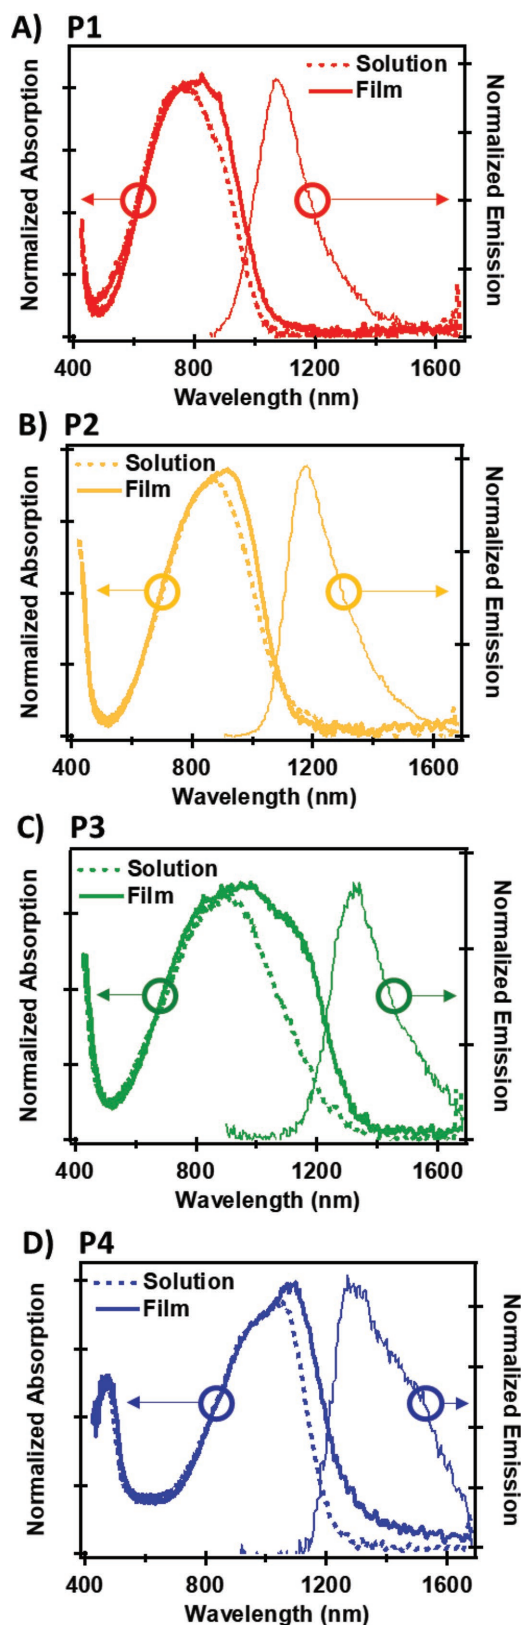 A) P1
Solution
Film
Normalized Absorption
Normalized Emission
400 800 1200 1600
Wavelength (nm)
B) P2
Solution
Film
Normalized Absorption
Normalized Emission
400 800 1200 1600
Wavelength (nm)
C) P3
Solution
Film
Normalized Absorption
Normalized Emission
400 800 1200 1600
Wavelength (nm)
D) P4
Solution
Film
Normalized Absorption
Normalized Emission
400 800 1200 1600
Wavelength (nm)